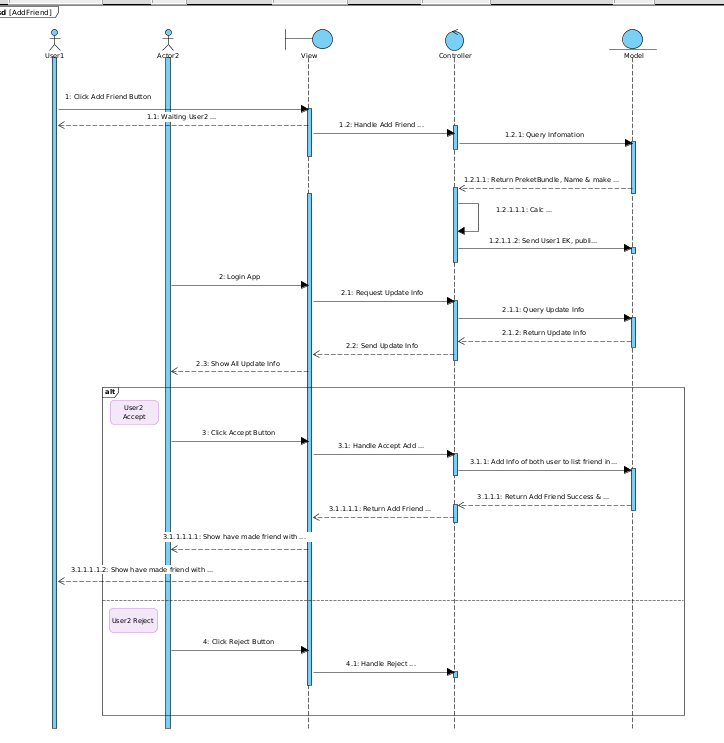 sd [AddFriend]
User1
Actor2
View
Controller
Model
1: Click Add Friend Button
1.1: Waiting User2 ...
1.2: Handle Add Friend ...
1.2.1: Query Infomation
1.2.1.1: Return PreketBundle, Name & make ...
1.2.1.1.1: Calc ...
1.2.1.1.2: Send User1 EK, publi...
2: Login App
2.1: Request Update Info
2.1.1: Query Update Info
2.1.2: Return Update Info
2.2: Send Update Info
2.3: Show All Update Info
alt
User2
Accept
3: Click Accept Button
3.1: Handle Accept Add ...
3.1.1: Add Info of both user to list friend in...
3.1.1.1: Return Add Friend Success & ...
3.1.1.1.1: Return Add Friend ...
3.1.1.1.1.1: Show have made friend with ...
3.1.1.1.1.2: Show have made friend with ...
User2 Reject
4: Click Reject Button
4.1: Handle Reject ...